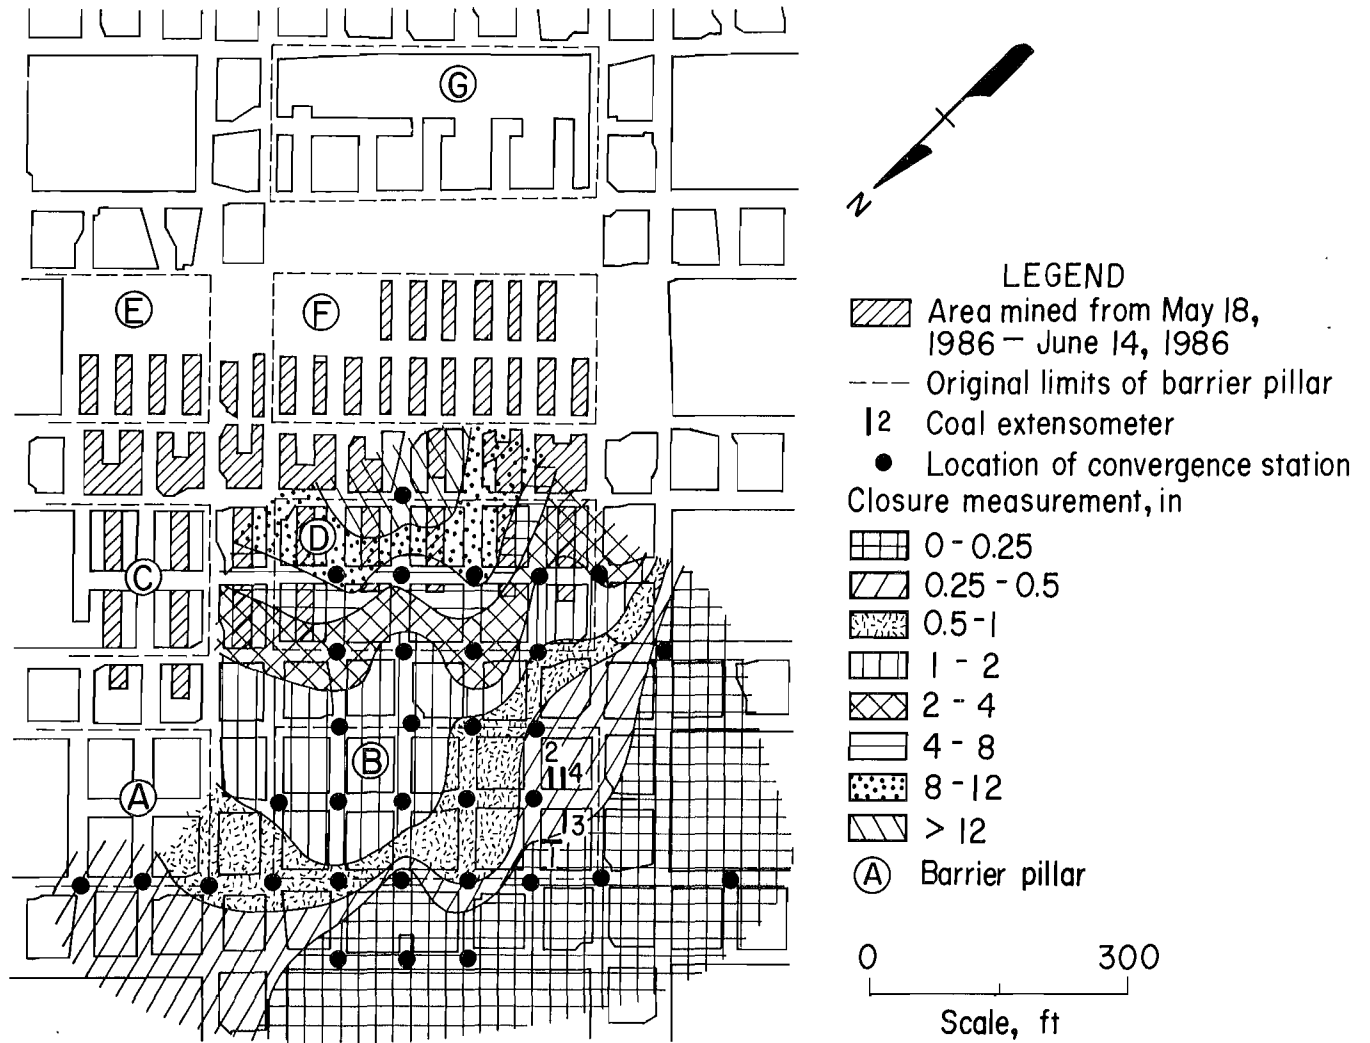 G
N
E
F
D
C
B
2
4
A
3
1
LEGEND
Area mined from May 18,
1986 – June 14, 1986
Original limits of barrier pillar
2 Coal extensometer
Location of convergence station
Closure measurement, in
0 - 0.25
0.25 - 0.5
0.5 - 1
1 - 2
2 - 4
4 - 8
8 - 12
> 12
A Barrier pillar
0 300
Scale, ft